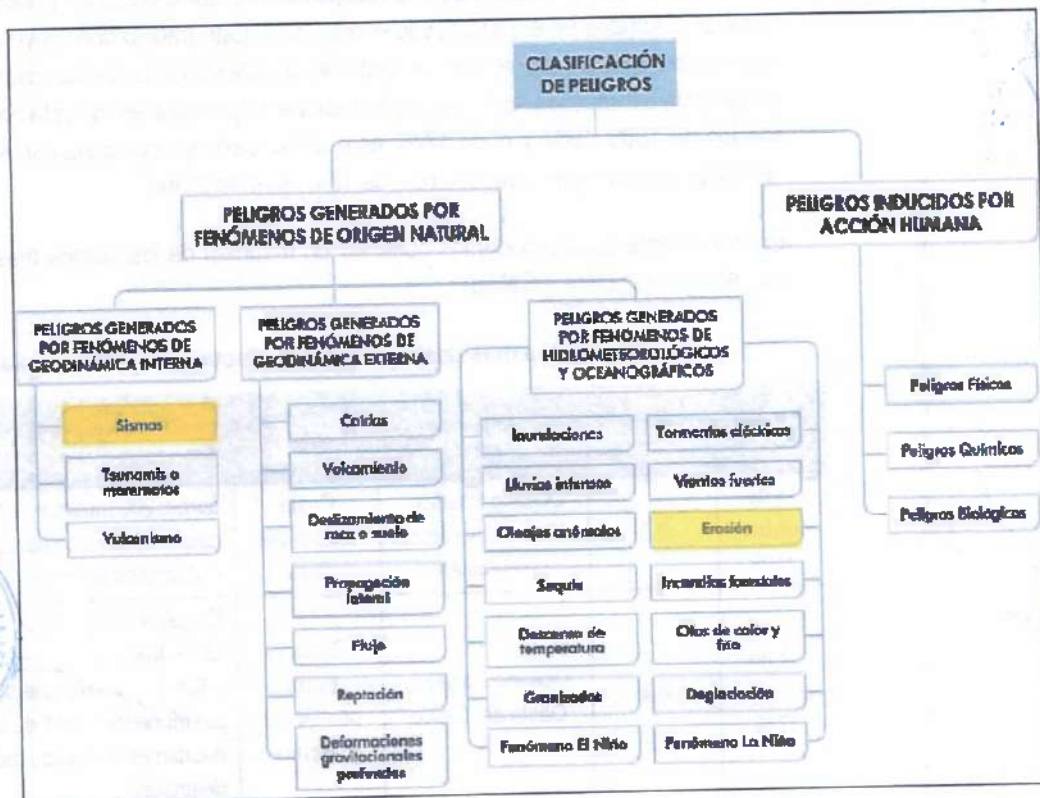 CLASIFICACIÓN
DE PELIGROS
PELIGROS GENERADOS POR
FENÓMENOS DE ORIGEN NATURAL
PELIGROS INDUCIDOS POR
ACCIÓN HUMANA
PELIGROS GENERADOS
POR FENÓMENOS DE
GEODINÁMICA INTERNA
Sismos
Tsunamis o
maremotos
Vulcanismo
PELIGROS GENERADOS
POR FENÓMENOS DE
GEODINÁMICA EXTERNA
Caídas
Volcamiento
Deslizamiento de
roca o suelo
Propagación
lateral
Flujo
Reptación
Deformaciones
gravitacionales
profundas
PELIGROS GENERADOS
POR FENÓMENOS DE
HIDROMETEOROLÓGICOS
Y OCEANOGRÁFICOS
Inundaciones
Lluvias intensas
Oleajes anómalos
Sequía
Descenso de
temperatura
Granizadas
Fenómeno El Niño
Tormentas eléctricas
Vientos fuertes
Erosión
Incendios forestales
Olas de calor y
frío
Deglaciación
Fenómeno La Niña
Peligros Físicos
Peligros Químicos
Peligros Biológicos